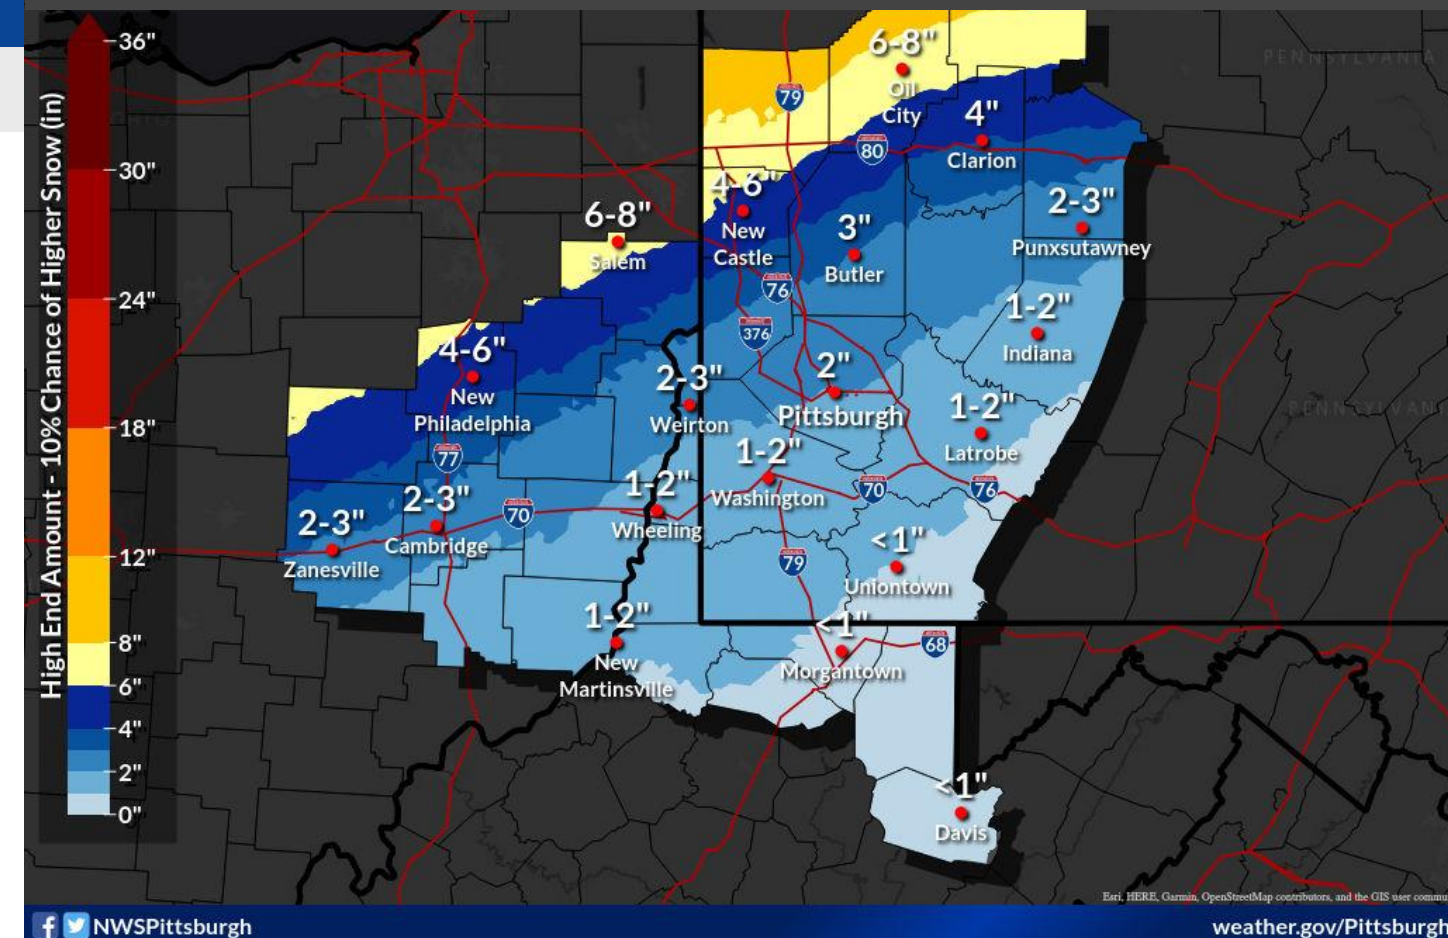 High End Amount - 10% Chance of Higher Snow (in)
36"
30"
24"
18"
12"
8"
6"
4"
2"
0"
PENNSYLVANIA
6-8"
Oil
City
79
4"
Clarion
80
4-6"
New
Castle
6-8"
Salem
2-3"
Punxsutawney
3"
Butler
76
1-2"
Indiana
376
4-6"
New
Philadelphia
2-3"
Weirton
2"
Pittsburgh
1-2"
Latrobe
77
1-2"
Washington
70
76
2-3"
Zanesville
2-3"
Cambridge
70
1-2"
Wheeling
79
<1"
Uniontown
1-2"
New
Martinsville
<1"
Morgantown
68
<1"
Davis
Esri, HERE, Garmin, OpenStreetMap contributors, and the GIS user commu
NWSPittsburgh
weather.gov/Pittsburgh